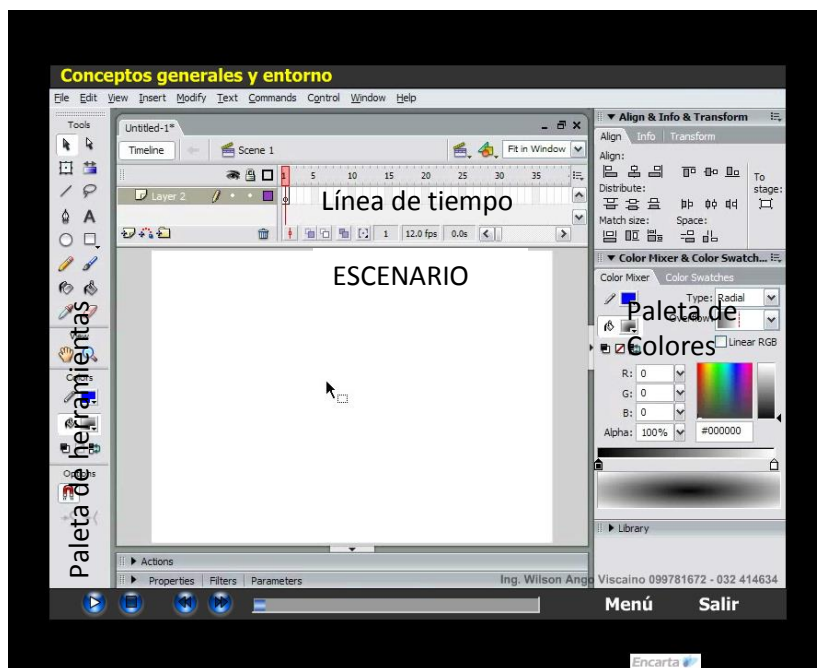 Conceptos generales y entorno
File Edit View Insert Modify Text Commands Control Window Help
Tools
View
Colors
Options
Paleta de herramientas
Untitled-1*
Timeline Scene 1 Fit in Window
1 5 10 15 20 25 30 35
Layer 2
Línea de tiempo
1 12.0 fps 0.0s
ESCENARIO
Actions
Properties Filters Parameters
Align & Info & Transform
Align Info Transform
Align:
To stage:
Distribute:
Match size: Space:
Color Mixer & Color Swatch...
Color Mixer Color Swatches
Type: Radial
Overflow:
Paleta de
Colores
Linear RGB
R: 0
G: 0
B: 0
Alpha: 100% #000000
Library
Ing. Wilson Ango Viscaino 099781672 - 032 414634
Menú Salir
Encarta